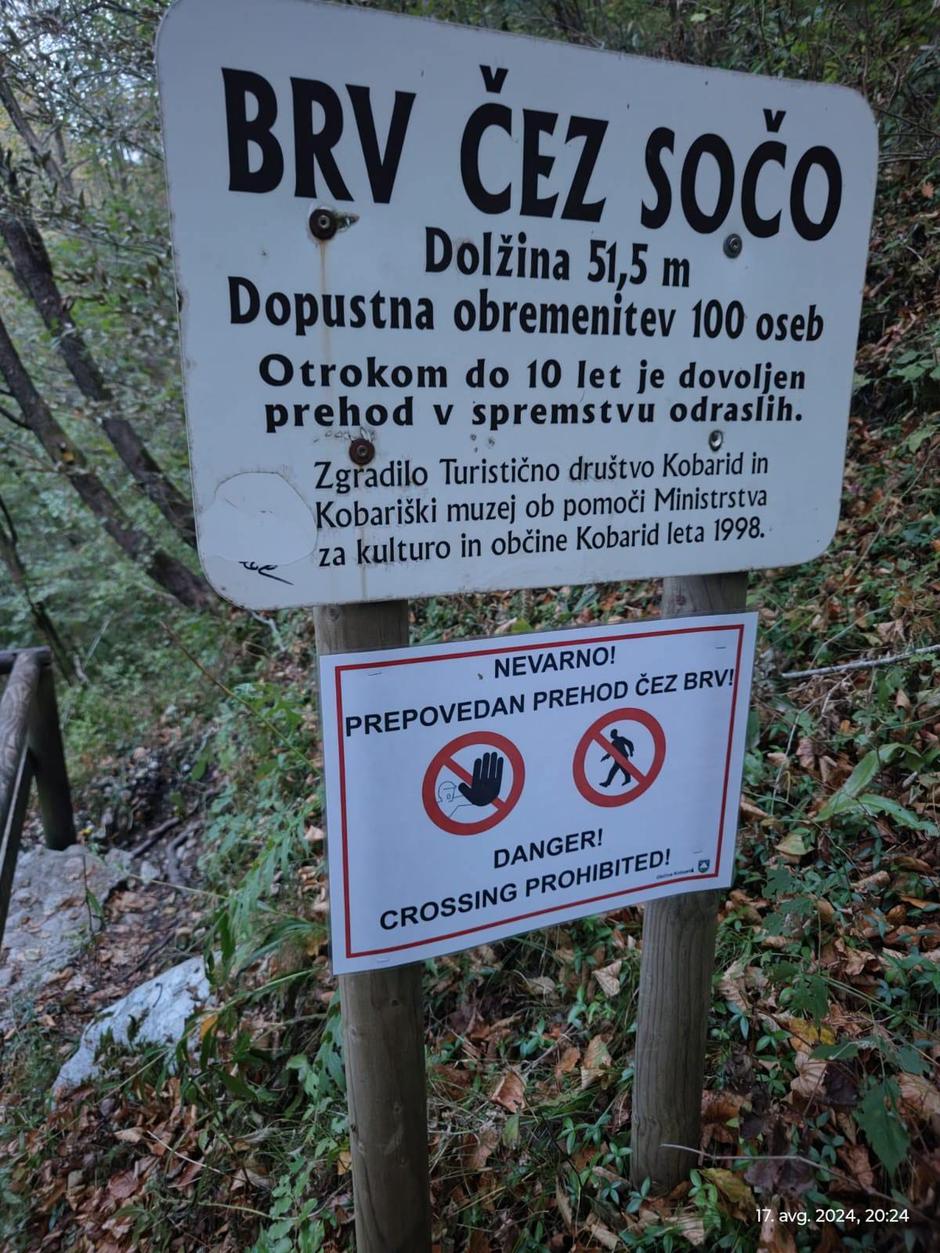 BRV ČEZ SOČO
Dolžina 51,5 m
Dopustna obremenitev 100 oseb
Otrokom do 10 let je dovoljen
prehod v spremstvu odraslih.
Zgradilo Turistično društvo Kobarid in
Kobariški muzej ob pomoči Ministrstva
za kulturo in občine Kobarid leta 1998.
NEVARNO!
PREPOVEDAN PREHOD ČEZ BRV!
DANGER!
CROSSING PROHIBITED!
Občina Kobarid
17. avg. 2024, 20:24